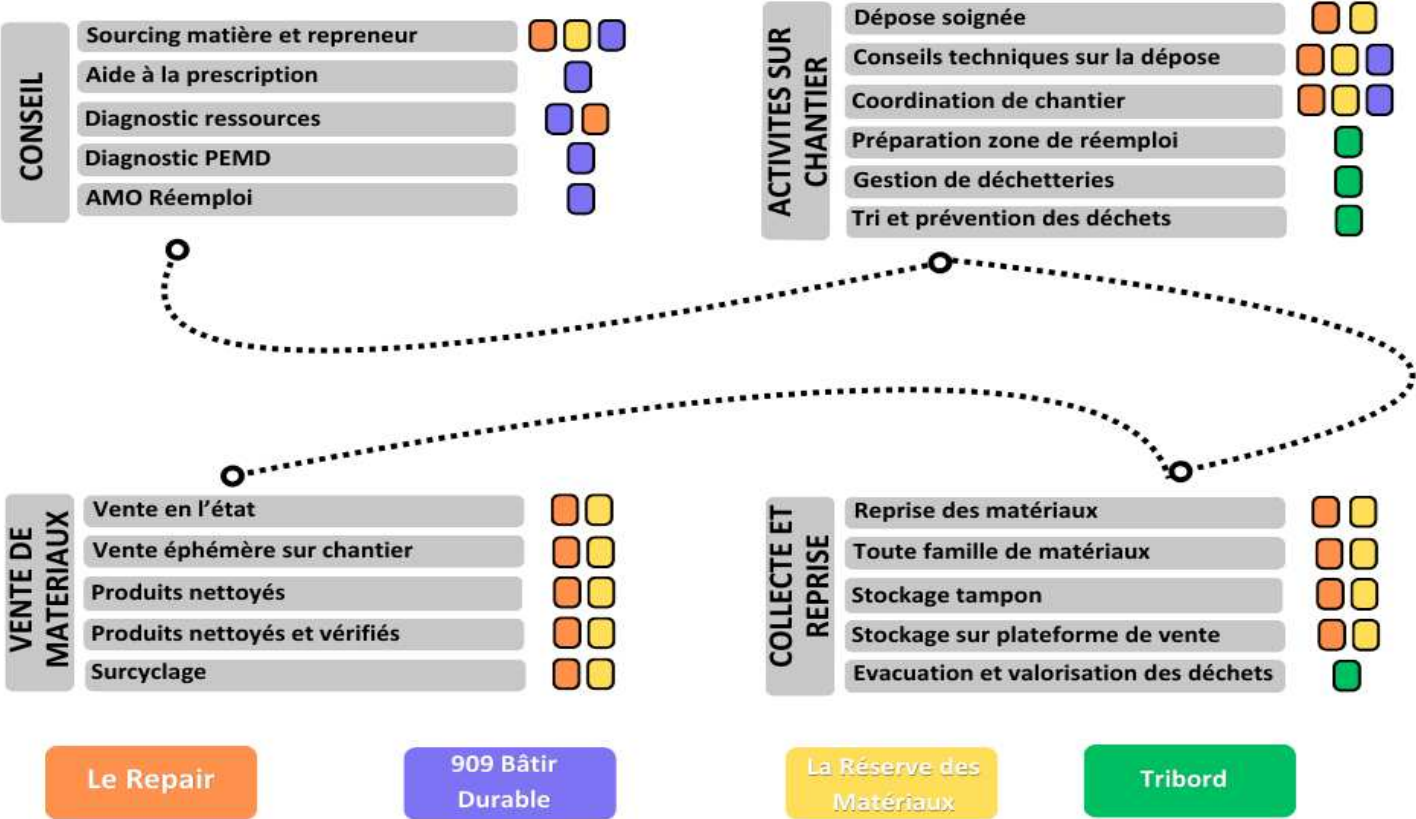 CONSEIL
Sourcing matière et repreneur
Aide à la prescription
Diagnostic ressources
Diagnostic PEMD
AMO Réemploi
ACTIVITES SUR
CHANTIER
Dépose soignée
Conseils techniques sur la dépose
Coordination de chantier
Préparation zone de réemploi
Gestion de déchetteries
Tri et prévention des déchets
VENTE DE
MATERIAUX
Vente en l’état
Vente éphémère sur chantier
Produits nettoyés
Produits nettoyés et vérifiés
Surcyclage
COLLECTE ET
REPRISE
Reprise des matériaux
Toute famille de matériaux
Stockage tampon
Stockage sur plateforme de vente
Evacuation et valorisation des déchets
Le Repair
909 Bâtir
Durable
La Réserve des
Matériaux
Tribord